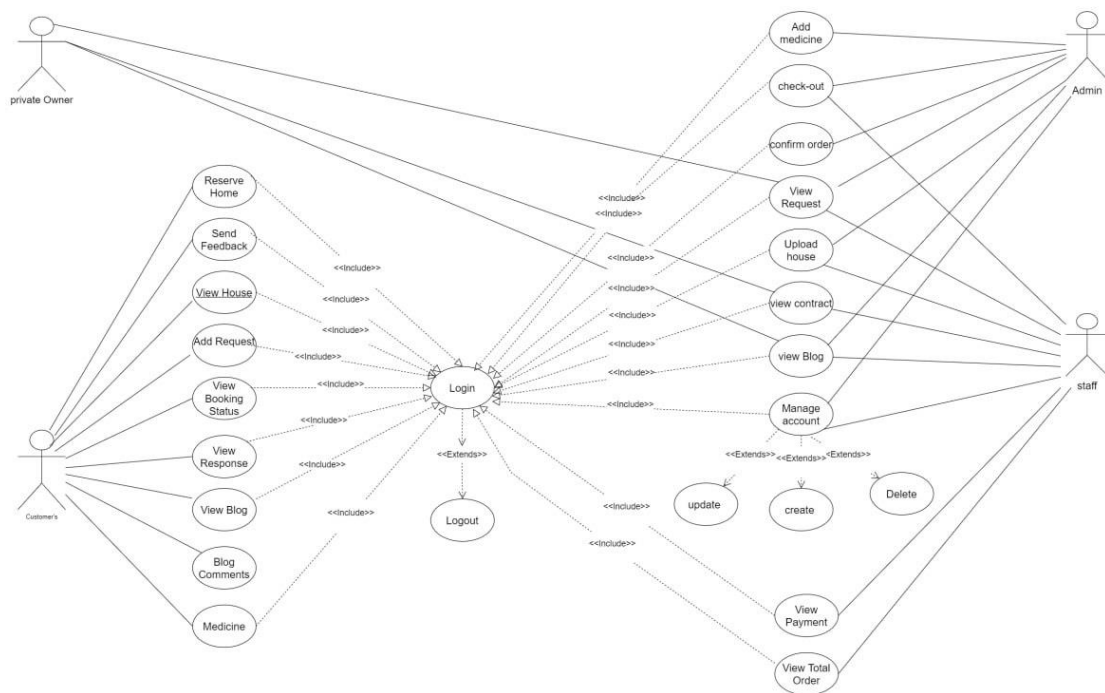 Add
medicine
private Owner
check-out
Admin
confirm order
Reserve
Home
<<Include>>
View
Request
<<Include>>
Send
Feedback
Upload
house
<<Include>>
<<Include>>
View House
<<Include>>
<<Include>>
view contract
<<Include>>
Add Request
<<Include>>
<<Include>>
<<Include>>
view Blog
<<Include>>
View
Booking
Status
<<Include>>
Login
staff
<<Include>>
<<Include>>
Manage
account
View
Response
<<Extends>>
<<Extends>>
<<Extends>>
<<Extends>>
<<Include>>
Customer's
View Blog
<<Include>>
update
create
Delete
Logout
<<Include>>
<<Include>>
Blog
Comments
View
Payment
Medicine
View Total
Order